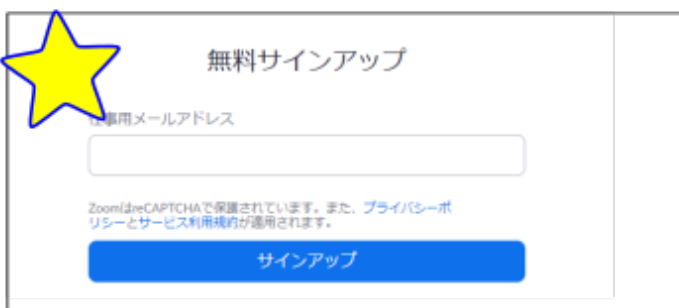 無料サインアップ
仕事用メールアドレス
ZoomはreCAPTCHAで保護されています。また、プライバシーポ
リシーとサービス利用規約が適用されます。
サインアップ